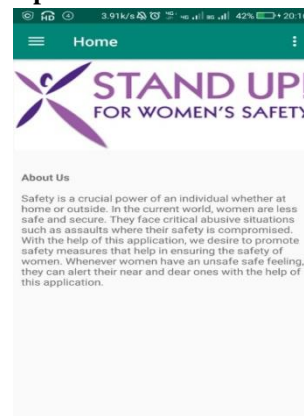 3.91k/s 42% 20:16
Home
STAND UP!
FOR WOMEN'S SAFETY
About Us
Safety is a crucial power of an individual whether at
home or outside. In the current world, women are less
safe and secure. They face critical abusive situations
such as assaults where their safety is compromised.
With the help of this application, we desire to promote
safety measures that help in ensuring the safety of
women. Whenever women have an unsafe safe feeling,
they can alert their near and dear ones with the help of
this application.